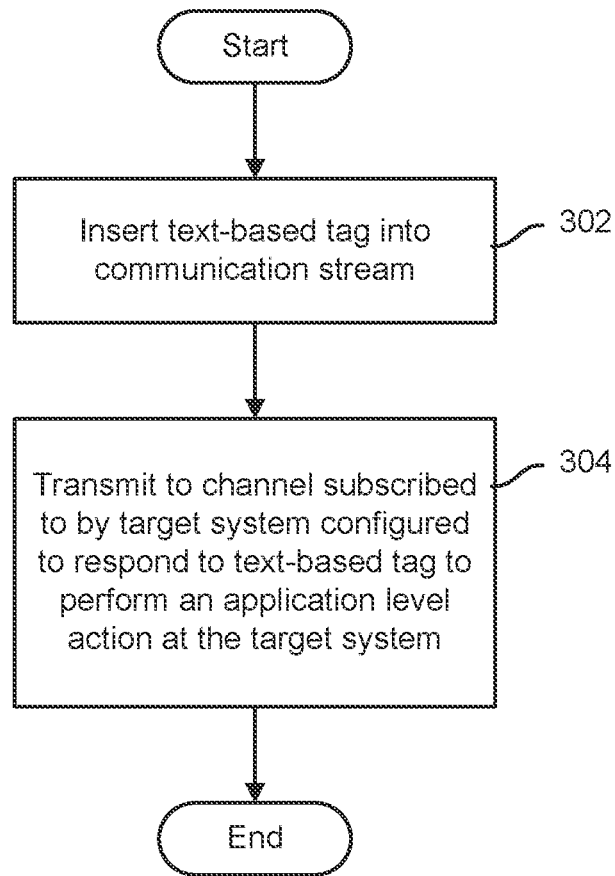 Start
Insert text-based tag into
communication stream
302
Transmit to channel subscribed
to by target system configured
to respond to text-based tag to
perform an application level
action at the target system
304
End